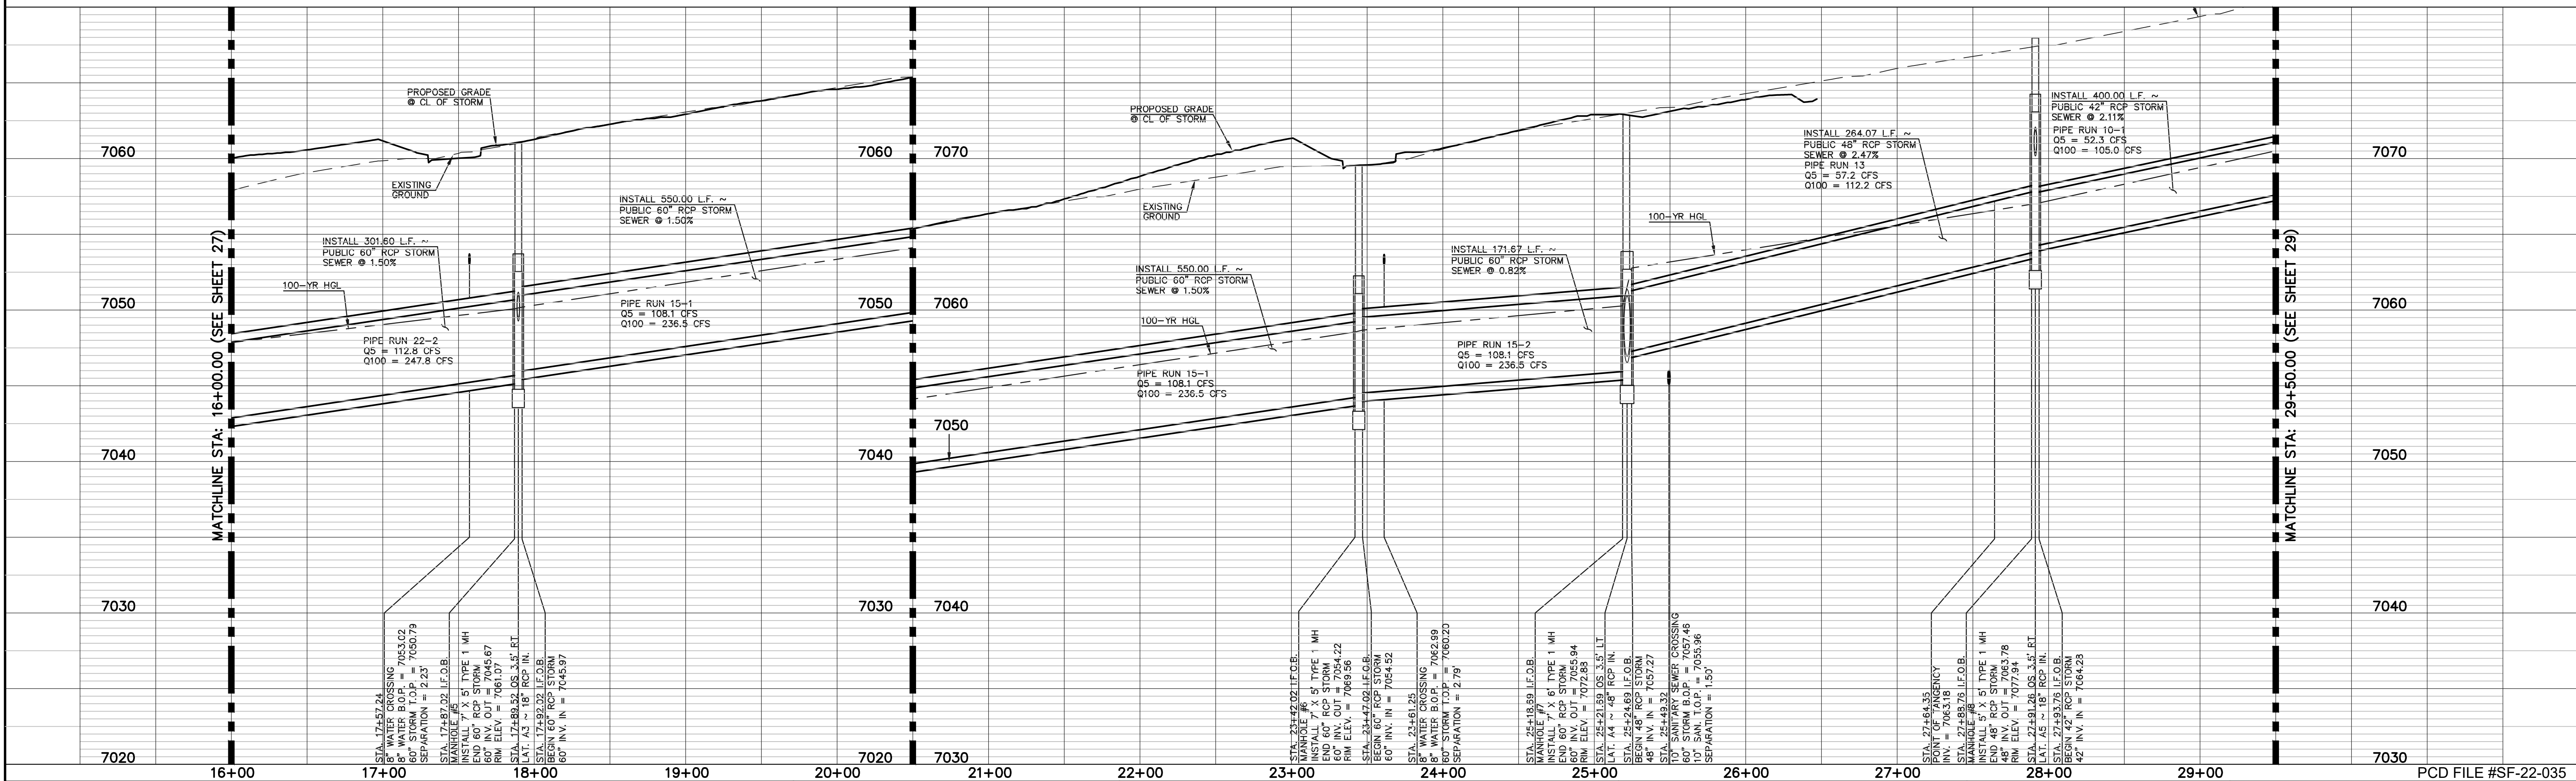 PROPOSED GRADE
@ CL OF STORM
EXISTING
GROUND
INSTALL 301.60 L.F. ~
PUBLIC 60" RCP STORM
SEWER @ 1.50%
100-YR HGL
PIPE RUN 22-2
Q5 = 112.8 CFS
Q100 = 247.8 CFS
INSTALL 550.00 L.F. ~
PUBLIC 60" RCP STORM
SEWER @ 1.50%
PIPE RUN 15-1
Q5 = 108.1 CFS
Q100 = 236.5 CFS
MATCHLINE STA: 16+00.00 (SEE SHEET 27)
7060
7050
7040
7030
7020
7060
7050
7040
7030
7020
7070
7060
7050
7040
7030
PROPOSED GRADE
@ CL OF STORM
EXISTING
GROUND
INSTALL 550.00 L.F. ~
PUBLIC 60" RCP STORM
SEWER @ 1.50%
100-YR HGL
PIPE RUN 15-1
Q5 = 108.1 CFS
Q100 = 236.5 CFS
INSTALL 171.67 L.F. ~
PUBLIC 60" RCP STORM
SEWER @ 0.82%
PIPE RUN 15-2
Q5 = 108.1 CFS
Q100 = 236.5 CFS
100-YR HGL
INSTALL 264.07 L.F. ~
PUBLIC 48" RCP STORM
SEWER @ 2.47%
PIPE RUN 13
Q5 = 57.2 CFS
Q100 = 112.2 CFS
INSTALL 400.00 L.F. ~
PUBLIC 42" RCP STORM
SEWER @ 2.11%
PIPE RUN 10-1
Q5 = 52.3 CFS
Q100 = 105.0 CFS
MATCHLINE STA: 29+50.00 (SEE SHEET 29)
7070
7060
7050
7040
7030
STA. 17+57.24
8" WATER CROSSING
8" WATER B.O.P. = 7053.02
60" STORM T.O.P. = 7050.79
SEPARATION = 2.23'
STA. 17+87.02 I.F.O.B.
MANHOLE #5
INSTALL 7' X 5' TYPE 1 MH
END 60" RCP STORM
60" INV. OUT = 7045.67
RIM ELEV. = 7061.07
STA. 17+89.52 OS 3.5' RT
LAT. A3 ~ 18" RCP IN.
STA. 17+92.02 I.F.O.B.
BEGIN 60" RCP STORM
60" INV. IN = 7045.97
STA. 23+42.02 I.F.O.B.
MANHOLE #6
INSTALL 7' X 5' TYPE 1 MH
END 60" RCP STORM
60" INV. OUT = 7054.22
RIM ELEV. = 7069.56
STA. 23+47.02 I.F.O.B.
BEGIN 60" RCP STORM
60" INV. IN = 7054.52
STA. 23+61.25
8" WATER CROSSING
8" WATER B.O.P. = 7062.99
60" STORM T.O.P. = 7060.20
SEPARATION = 2.79'
STA. 25+18.69 I.F.O.B.
MANHOLE #7
INSTALL 7' X 6' TYPE 1 MH
END 60" RCP STORM
60" INV. OUT = 7055.94
RIM ELEV. = 7072.88
STA. 25+21.69 OS 3.5' LT
LAT. A4 ~ 48" RCP IN.
STA. 25+24.69 I.F.O.B.
BEGIN 48" RCP STORM
48" INV. IN = 7057.27
STA. 25+49.32
10" SANITARY SEWER CROSSING
60" STORM B.O.P. = 7057.46
10" SAN. T.O.P. = 7055.96
SEPARATION = 1.50'
STA. 27+64.35
POINT OF TANGENCY
INV. = 7063.18
STA. 27+88.76 I.F.O.B.
MANHOLE #8
INSTALL 5' X 5' TYPE 1 MH
END 48" RCP STORM
48" INV. OUT = 7063.78
RIM ELEV. = 7077.94
STA. 27+91.26 OS 3.5' RT
LAT. A5 ~ 18" RCP IN.
STA. 27+93.76 I.F.O.B.
BEGIN 42" RCP STORM
42" INV. IN = 7064.28
16+00
17+00
18+00
19+00
20+00
21+00
22+00
23+00
24+00
25+00
26+00
27+00
28+00
29+00
PCD FILE #SF-22-035